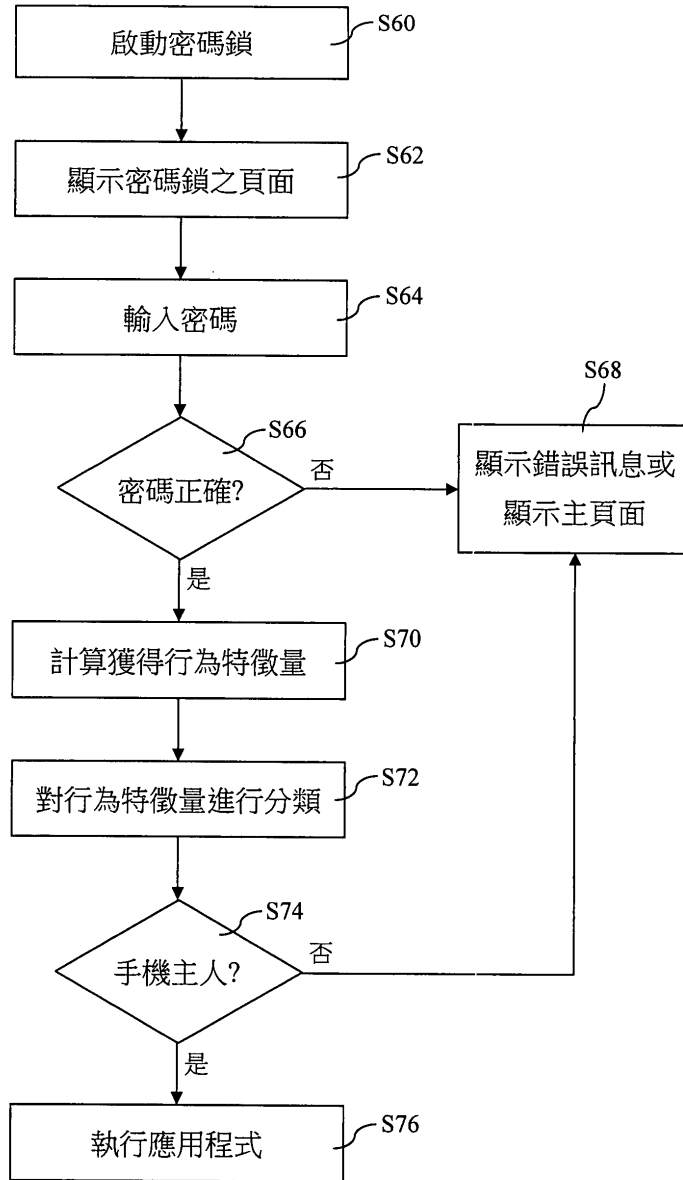 啟動密碼鎖
S60
顯示密碼鎖之頁面
S62
輸入密碼
S64
密碼正確?
S66
否
是
S68
顯示錯誤訊息或
顯示主頁面
計算獲得行為特徵量
S70
對行為特徵量進行分類
S72
手機主人?
S74
否
是
執行應用程式
S76